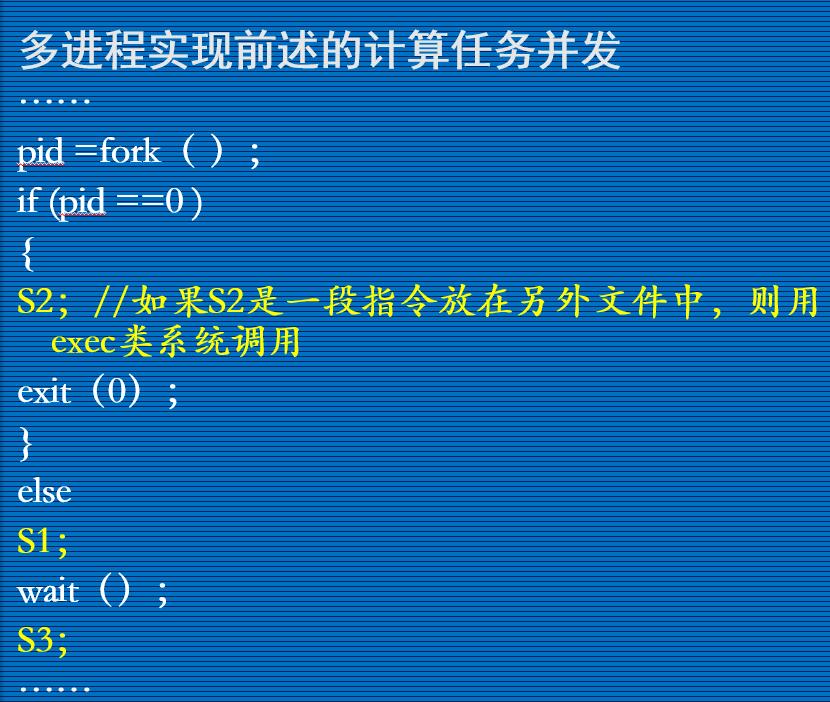 多进程实现前述的计算任务并发
……
pid =fork（ ）；
if (pid ==0 )
{
S2；//如果S2是一段指令放在另外文件中，则用
exec类系统调用
exit（0）；
}
else
S1；
wait（）；
S3；
……